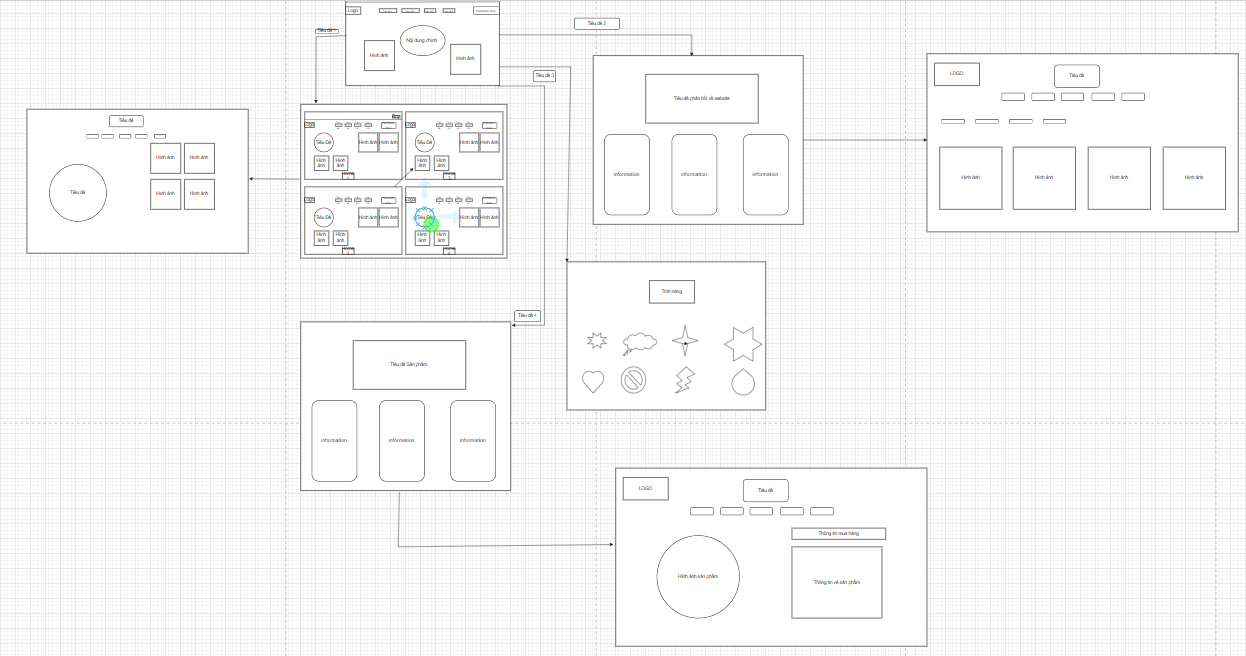 Logo
Nội dung chính
Hình ảnh
Hình ảnh
Tiêu đề 1
Tiêu đề 2
Tiêu đề 3
Tiêu đề 4
Tiêu đề
Tiêu đề
Hình ảnh
Hình ảnh
Hình ảnh
Hình ảnh
Logo
Tiêu Đề
Hình ảnh
Hình ảnh
Hình ảnh
Hình ảnh
Logo
Tiêu Đề
Hình ảnh
Hình ảnh
Hình ảnh
Hình ảnh
Logo
Tiêu Đề
Hình ảnh
Hình ảnh
Hình ảnh
Hình ảnh
Logo
Tiêu Đề
Hình ảnh
Hình ảnh
Hình ảnh
Hình ảnh
Tiêu đề phản hồi về website
information
information
information
LOGO
Tiêu đề
Hình ảnh
Hình ảnh
Hình ảnh
Hình ảnh
Tính năng
Tiêu đề Sản phẩm
information
information
information
LOGO
Tiêu đề
Hình ảnh sản phẩm
Thông tin mua hàng
Thông tin về sản phẩm